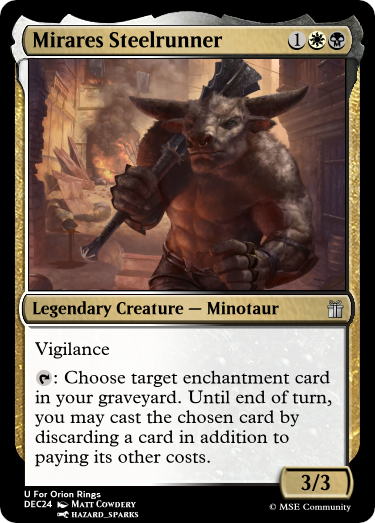 Mirares Steelrunner 1
Legendary Creature — Minotaur
Vigilance
: Choose target enchantment card
in your graveyard. Until end of turn,
you may cast the chosen card by
discarding a card in addition to
paying its other costs.
3/3
U For Orion Rings
DEC24 Matt Cowdery © MSE Community
HAZARD_SPARKS